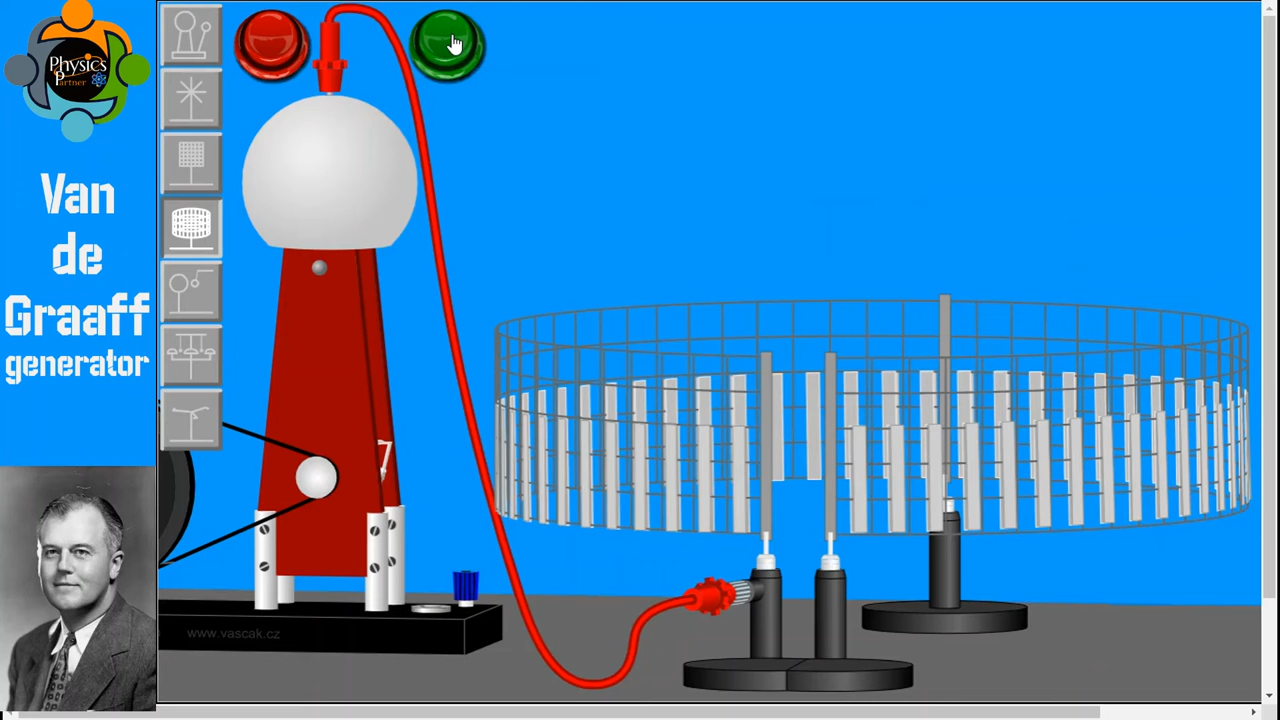 Physics
Partner
Van
de
Graaff
generator
www.vascak.cz